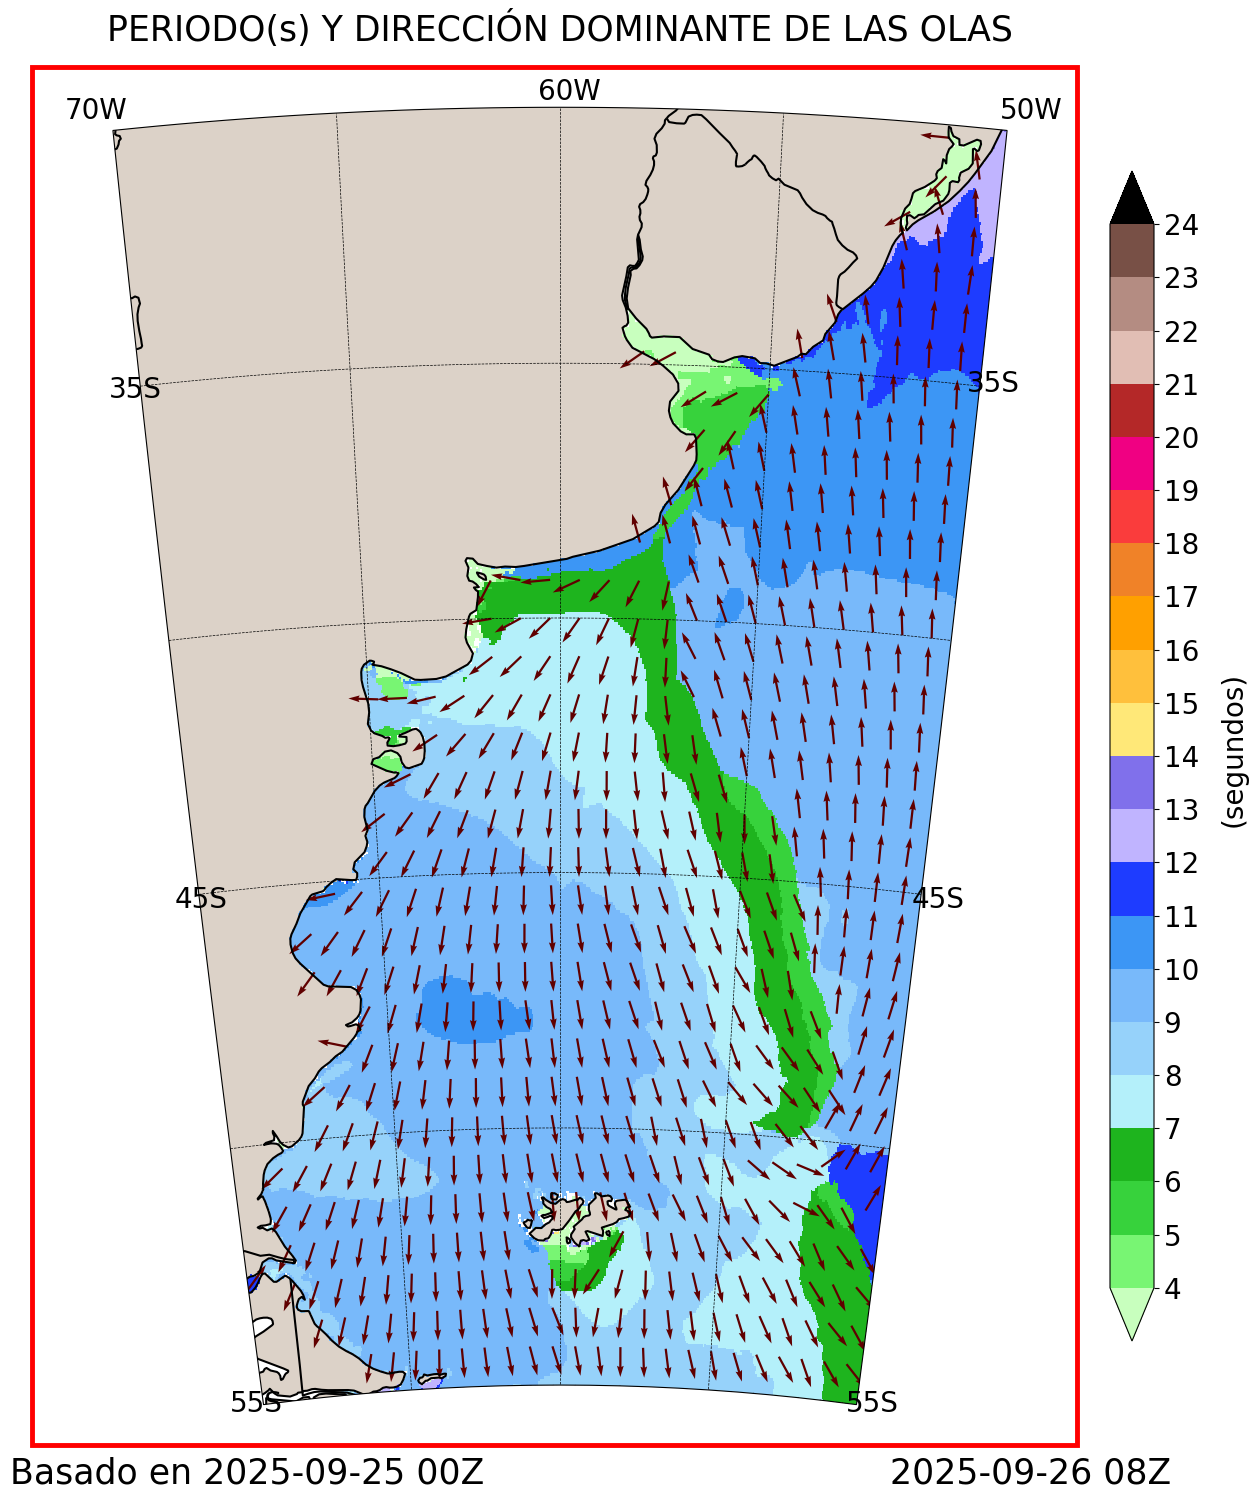 PERIODO(s) Y DIRECCIÓN DOMINANTE DE LAS OLAS
70W
60W
50W
35S
35S
45S
45S
55S
55S
24
23
22
21
20
19
18
17
16
15
14
13
12
11
10
9
8
7
6
5
4
(segundos)
Basado en 2025-09-25 00Z
2025-09-26 08Z